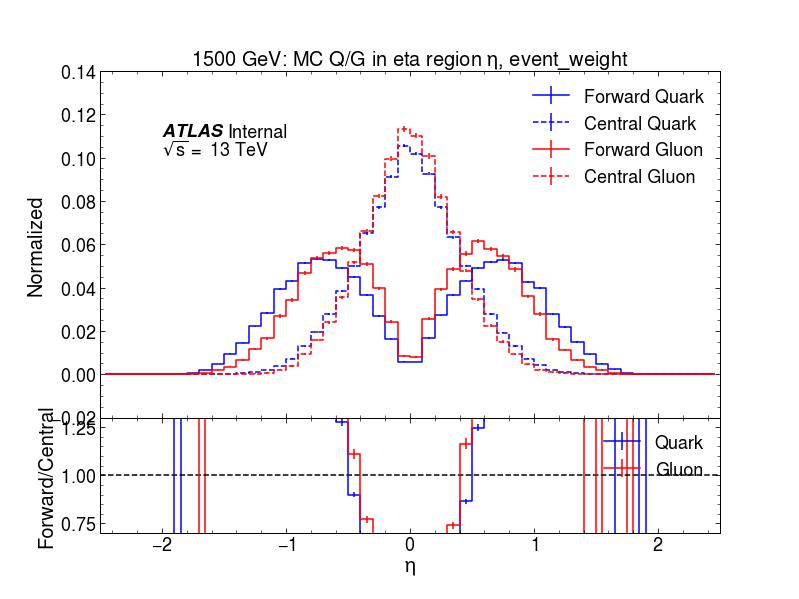 1500 GeV: MC Q/G in eta region η, event_weight
0.14
0.12
0.10
0.08
0.06
0.04
0.02
0.00
0.02
Normalized
ATLAS Internal
√s = 13 TeV
Forward Quark
Central Quark
Forward Gluon
Central Gluon
1.25
1.00
0.75
Forward/Central
Quark
Gluon
−2
−1
0
1
2
η